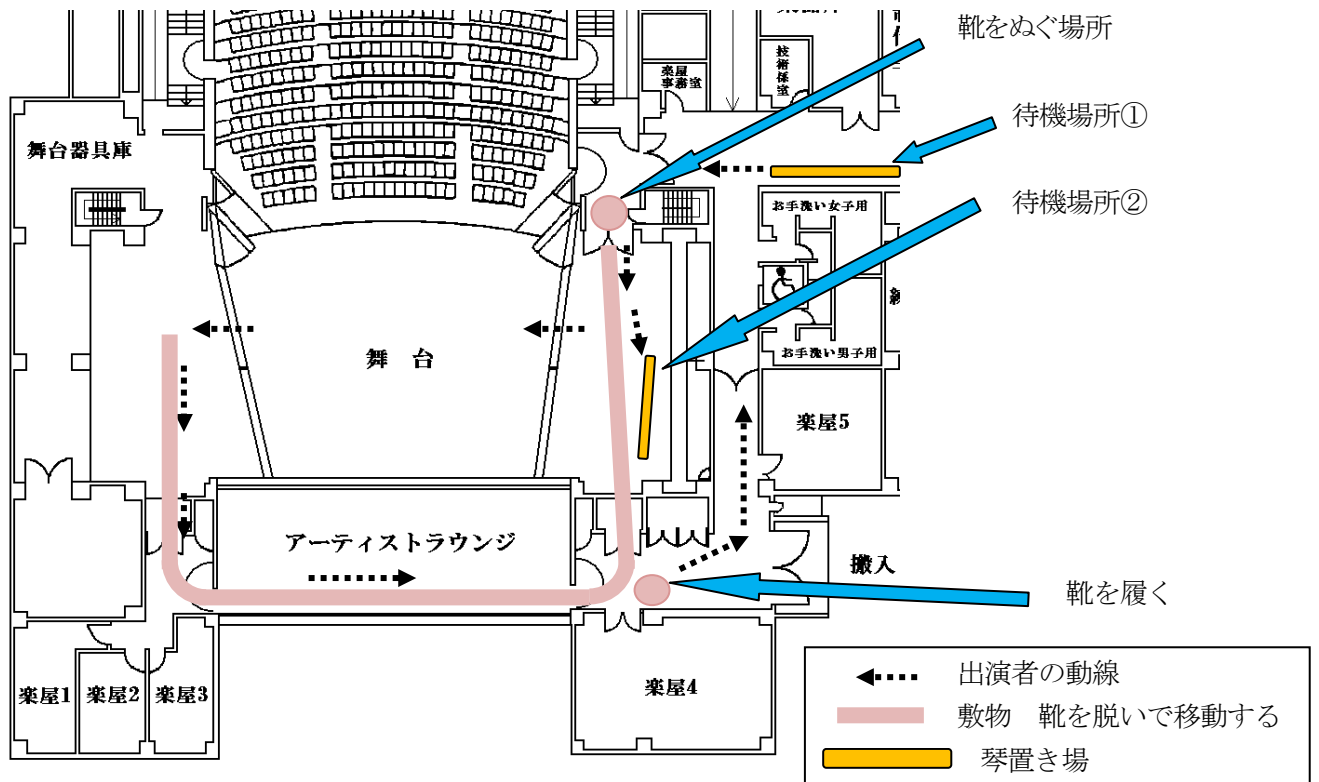 靴をぬぐ場所
技術係室
楽屋
事務室
待機場所①
舞台器具庫
待機場所②
お手洗い女子用
舞　台
お手洗い男子用
楽屋5
アーティストラウンジ
搬入
靴を履く
楽屋1
楽屋2
楽屋3
楽屋4
出演者の動線
敷物　靴を脱いで移動する
琴置き場